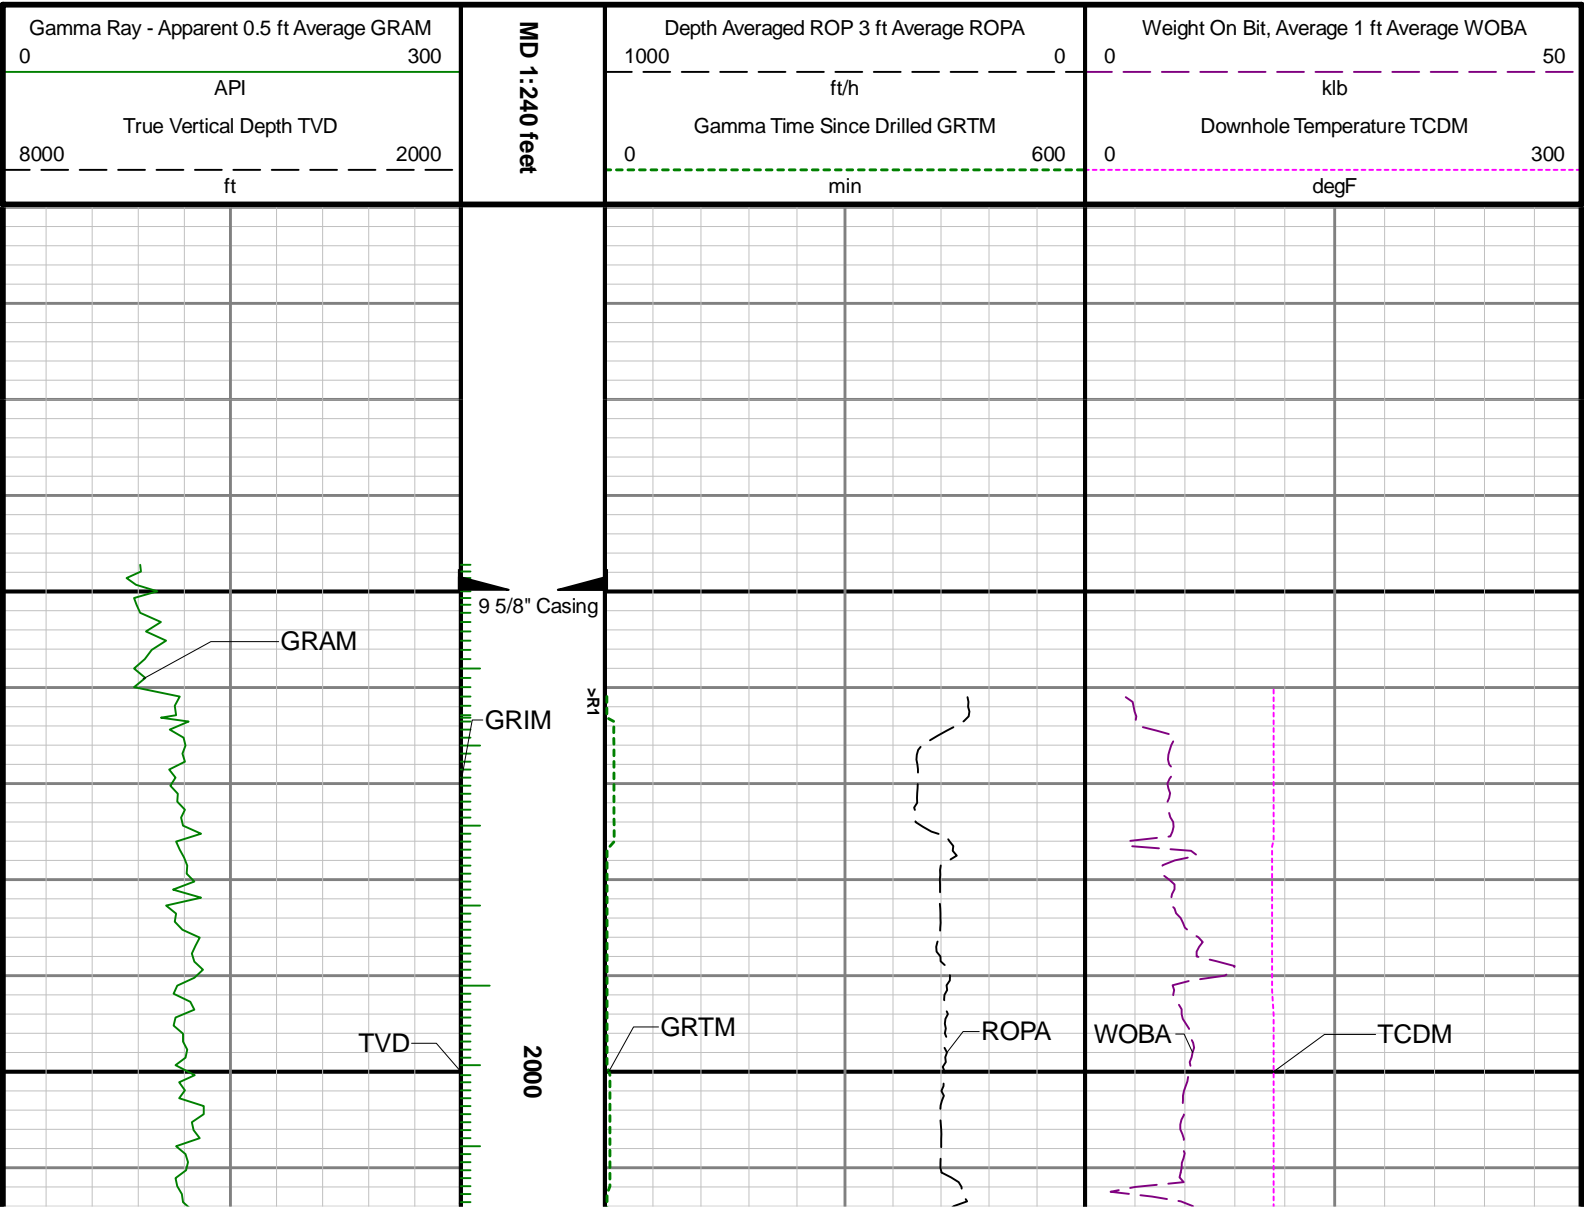 Gamma Ray - Apparent 0.5 ft Average GRAM
0 300
API
True Vertical Depth TVD
8000 2000
ft
MD 1:240 feet
Depth Averaged ROP 3 ft Average ROPA
1000 0
ft/h
Gamma Time Since Drilled GRTM
0 600
min
Weight On Bit, Average 1 ft Average WOBA
0 50
klb
Downhole Temperature TCDM
0 300
degF
9 5/8" Casing
GRAM
>R1
GRIM
GRTM
ROPA
WOBA
TCDM
TVD
2000